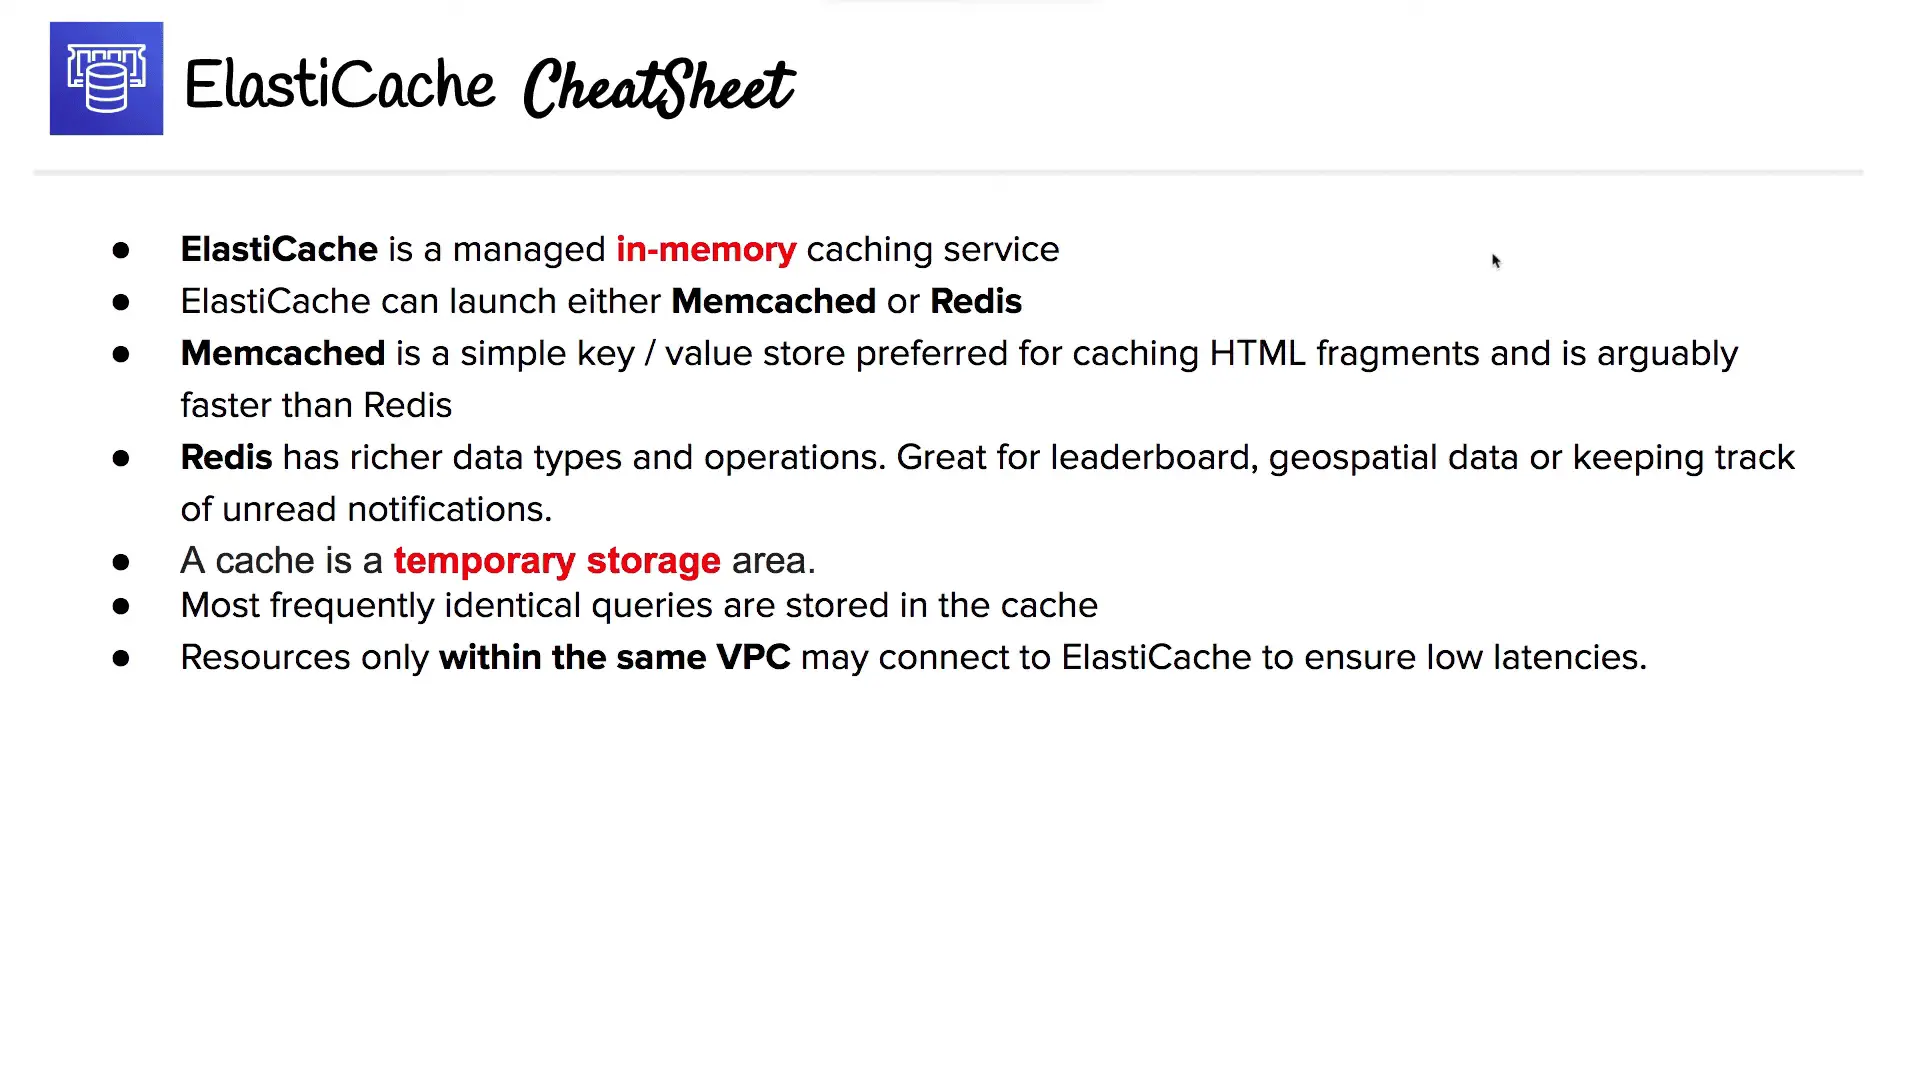 ElastiCache CheatSheet
● ElastiCache is a managed in-memory caching service
● ElastiCache can launch either Memcached or Redis
● Memcached is a simple key / value store preferred for caching HTML fragments and is arguably
faster than Redis
● Redis has richer data types and operations. Great for leaderboard, geospatial data or keeping track
of unread notifications.
● A cache is a temporary storage area.
● Most frequently identical queries are stored in the cache
● Resources only within the same VPC may connect to ElastiCache to ensure low latencies.